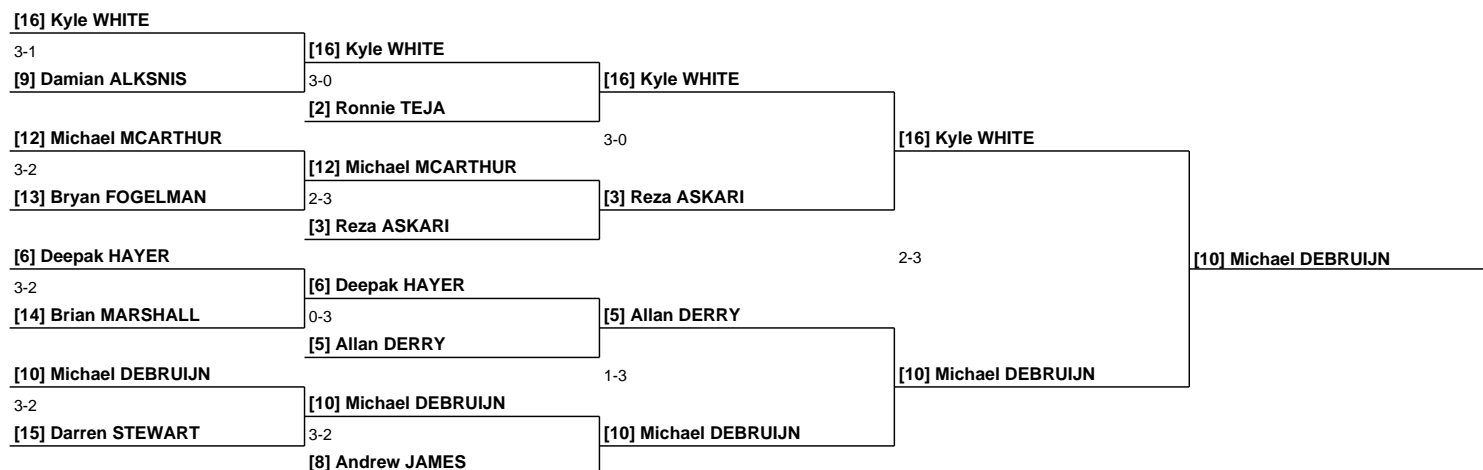 [16] Kyle WHITE
3-1
[9] Damian ALKSNIS
[12] Michael MCARTHUR
3-2
[13] Bryan FOGELMAN
[6] Deepak HAYER
3-2
[14] Brian MARSHALL
[10] Michael DEBRUIJN
3-2
[15] Darren STEWART
[16] Kyle WHITE
3-0
[2] Ronnie TEJA
[12] Michael MCARTHUR
2-3
[3] Reza ASKARI
[6] Deepak HAYER
0-3
[5] Allan DERRY
[10] Michael DEBRUIJN
3-2
[8] Andrew JAMES
[16] Kyle WHITE
3-0
[3] Reza ASKARI
[5] Allan DERRY
1-3
[10] Michael DEBRUIJN
[16] Kyle WHITE
2-3
[10] Michael DEBRUIJN
[10] Michael DEBRUIJN